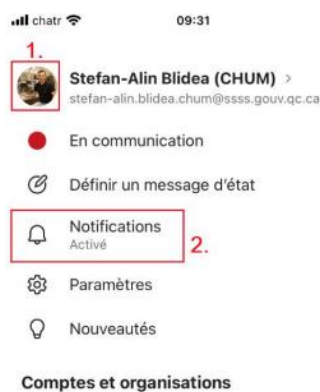 chatr 09:31
1.
Stefan-Alin Blidea (CHUM)
stefan-alin.blidea.chum@ssss.gouv.qc.ca
En communication
Définir un message d'état
Notifications
Activé
2.
Paramètres
Nouveautés
Comptes et organisations